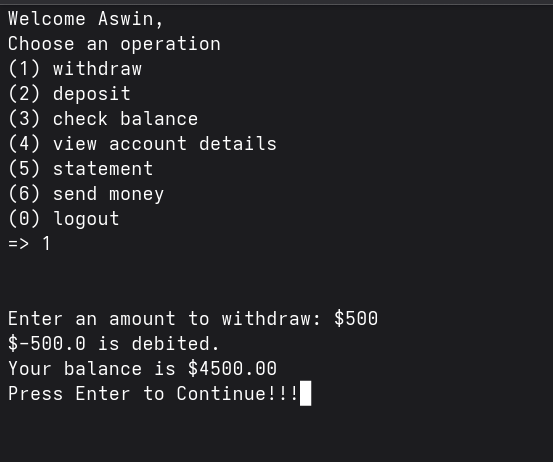 Welcome Aswin,
Choose an operation
(1) withdraw
(2) deposit
(3) check balance
(4) view account details
(5) statement
(6) send money
(0) logout
=> 1
Enter an amount to withdraw: $500
$-500.0 is debited.
Your balance is $4500.00
Press Enter to Continue!!!